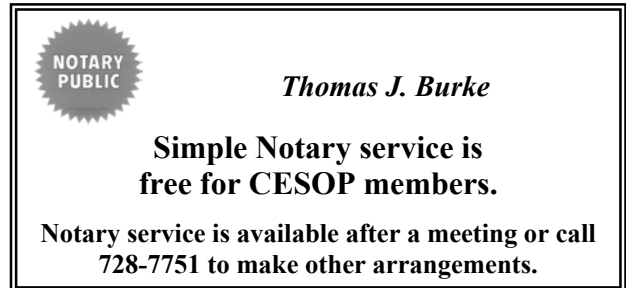 NOTARY
PUBLIC
Thomas J. Burke
Simple Notary service is
free for CESOP members.
Notary service is available after a meeting or call
728-7751 to make other arrangements.